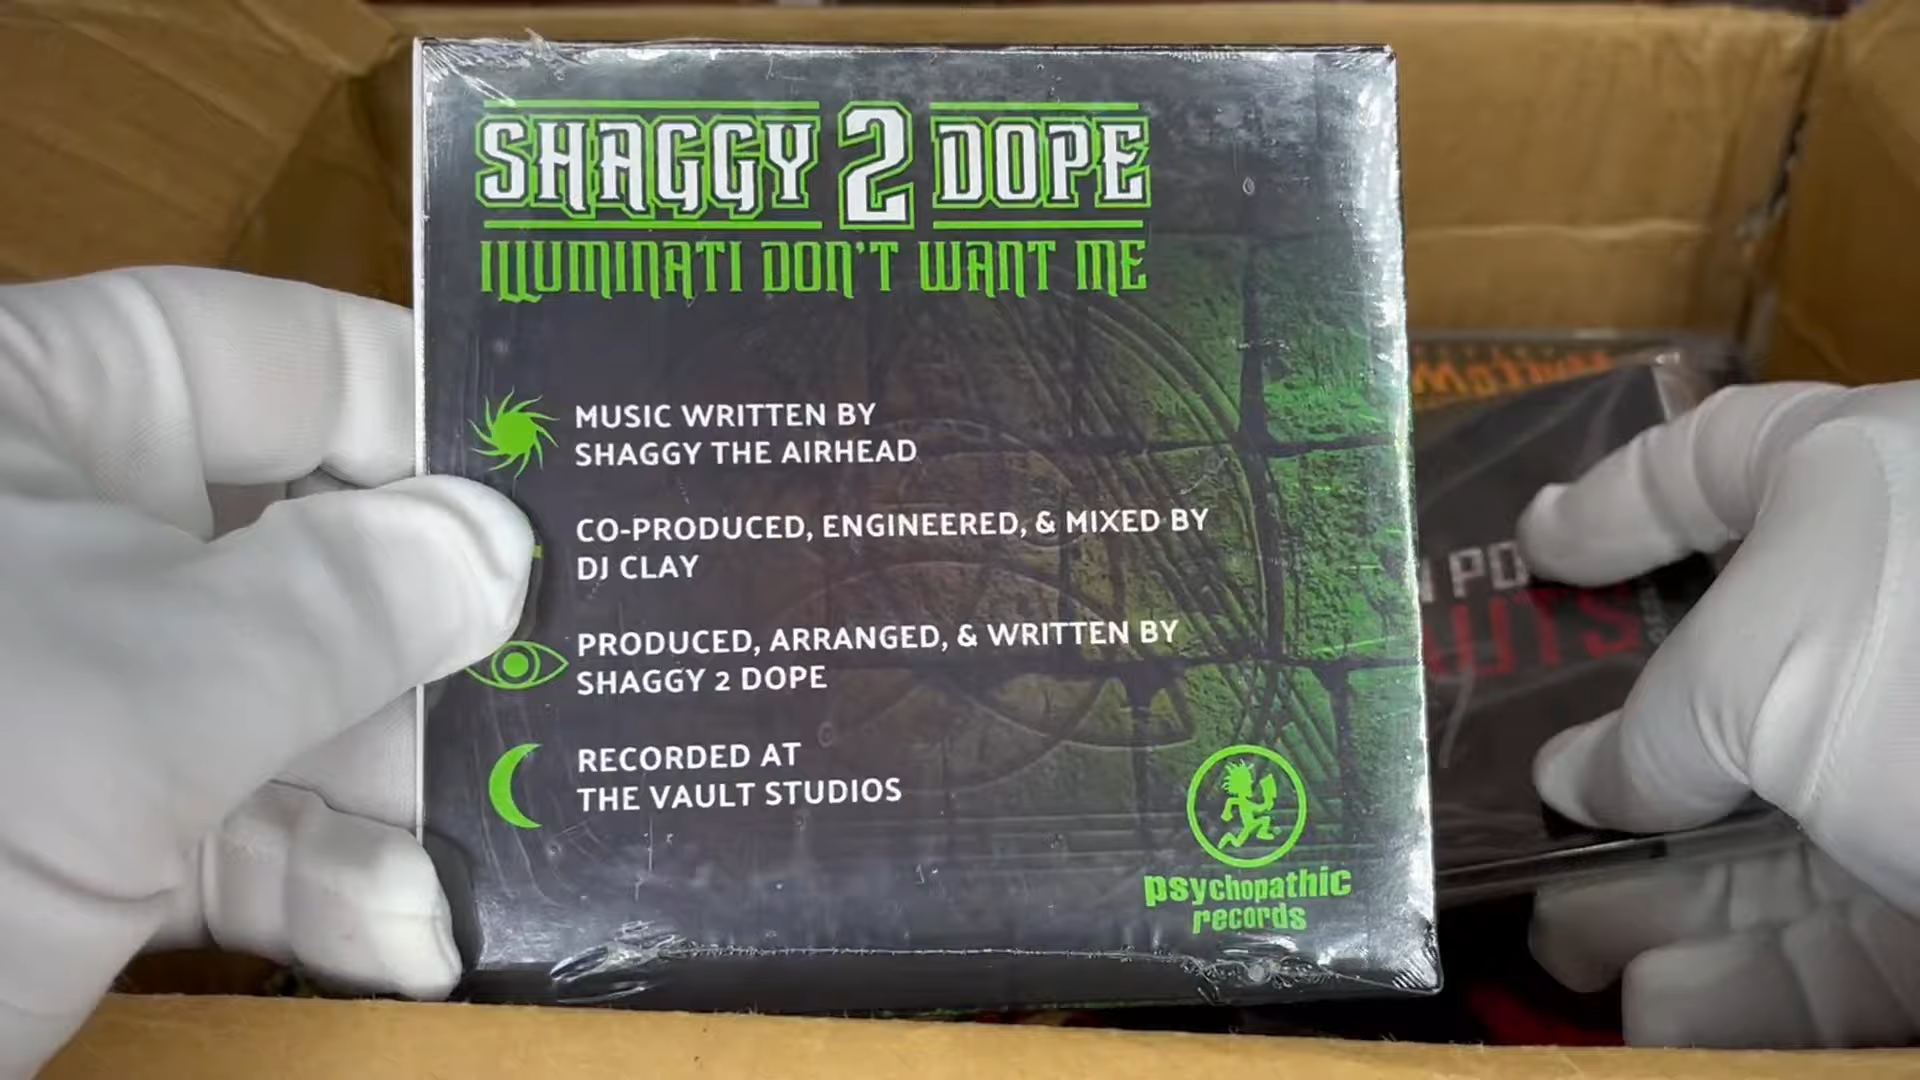 SHAGGY 2 DOPE
ILLUMINATI DON'T WANT ME
MUSIC WRITTEN BY
SHAGGY THE AIRHEAD
CO-PRODUCED, ENGINEERED, & MIXED BY
DJ CLAY
PRODUCED, ARRANGED, & WRITTEN BY
SHAGGY 2 DOPE
RECORDED AT
THE VAULT STUDIOS
psychopathic
records